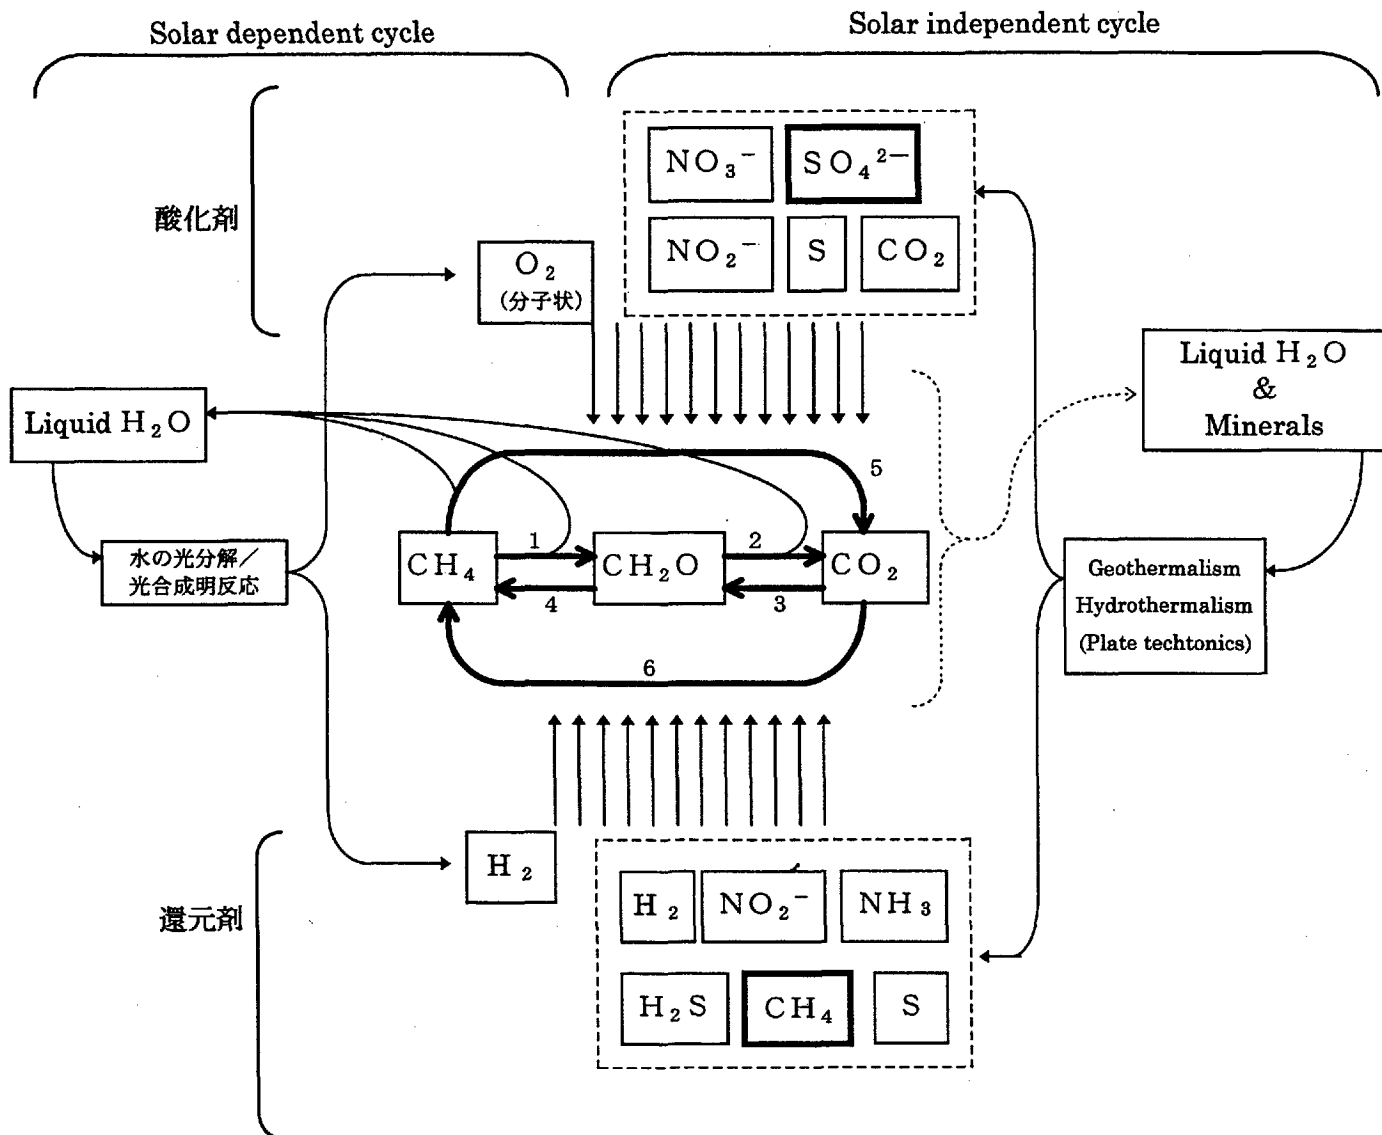 Solar dependent cycle
Solar independent cycle
酸化剤
NO₃⁻
SO₄²⁻
NO₂⁻
S
CO₂
O₂
(分子状)
Liquid H₂O
Liquid H₂O
&
Minerals
水の光分解/
光合成明反応
5
1
2
CH₄
CH₂O
CO₂
4
3
6
Geothermalism
Hydrothermalism
(Plate techtonics)
還元剤
H₂
H₂
NO₂⁻
NH₃
H₂S
CH₄
S